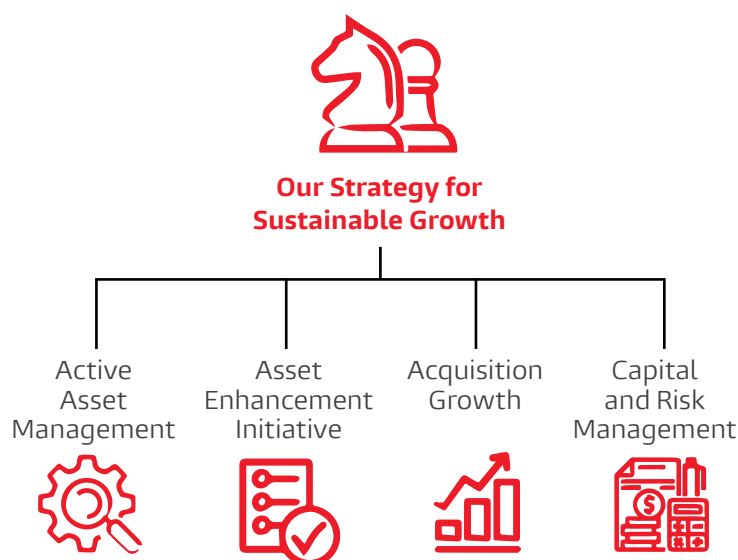 Our Strategy for
Sustainable Growth
Active
Asset
Management
Asset
Enhancement
Initiative
Acquisition
Growth
Capital
and Risk
Management
$